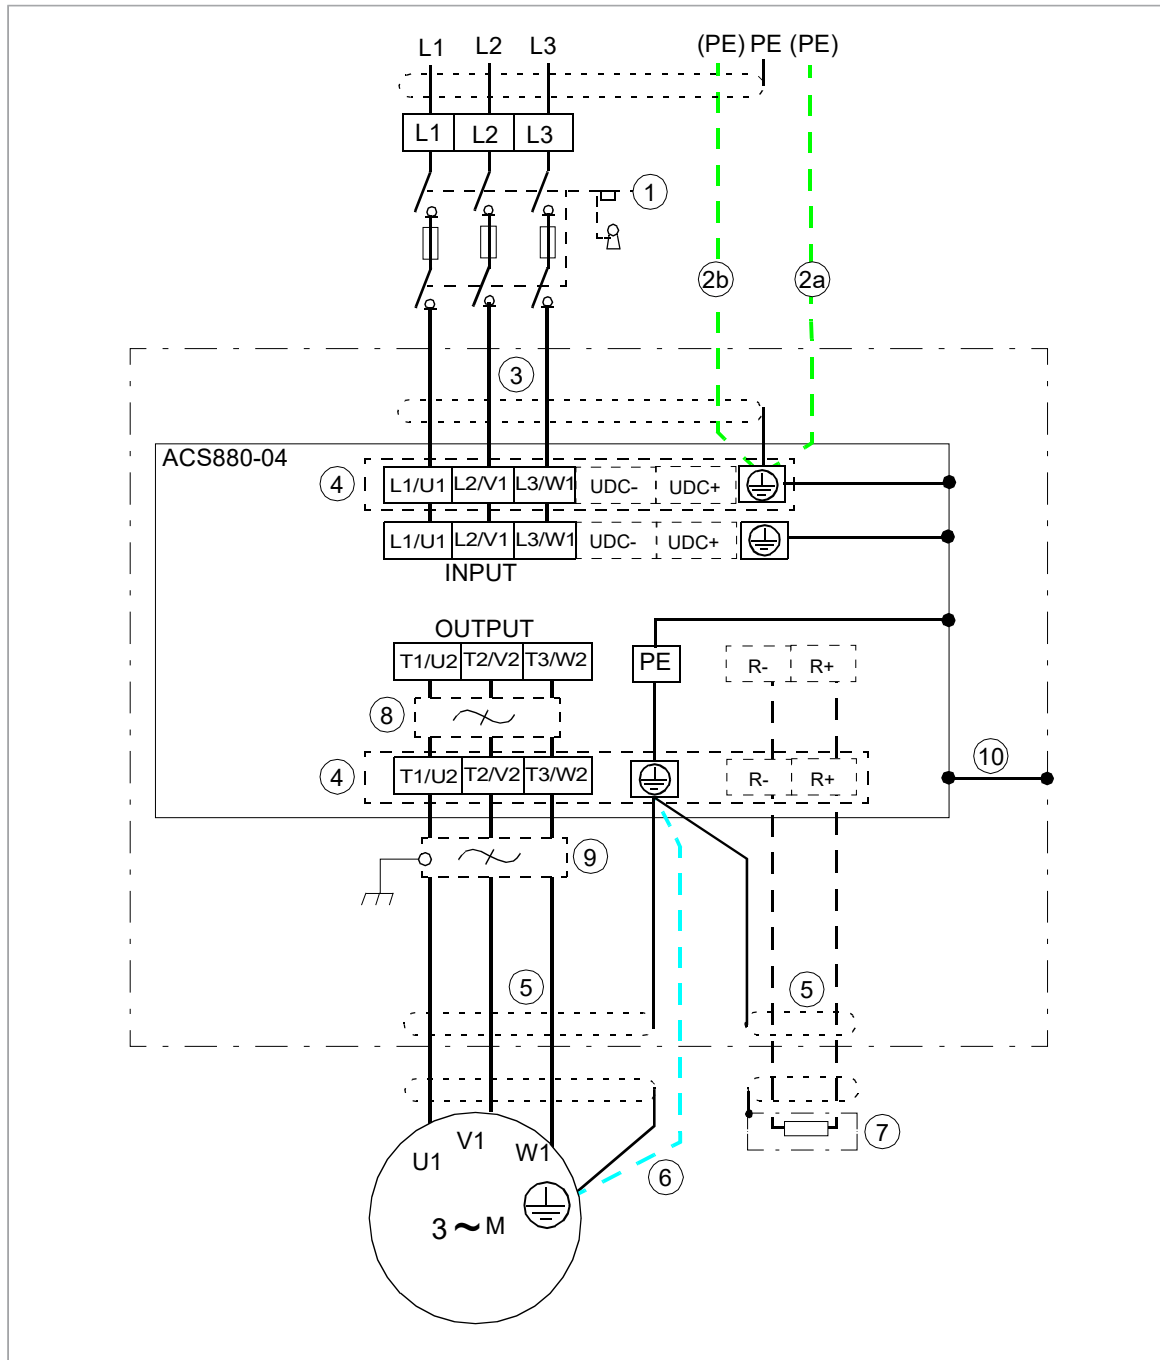 L1 L2 L3 (PE) PE (PE)
L1 L2 L3
1
2b 2a
3
ACS880-04
4 L1/U1 L2/V1 L3/W1 UDC- UDC+
L1/U1 L2/V1 L3/W1 UDC- UDC+
INPUT
OUTPUT
T1/U2 T2/V2 T3/W2 PE R- R+
8
10
4 T1/U2 T2/V2 T3/W2 R- R+
9
5 5
7
U1 V1 W1
6
3 ~ M